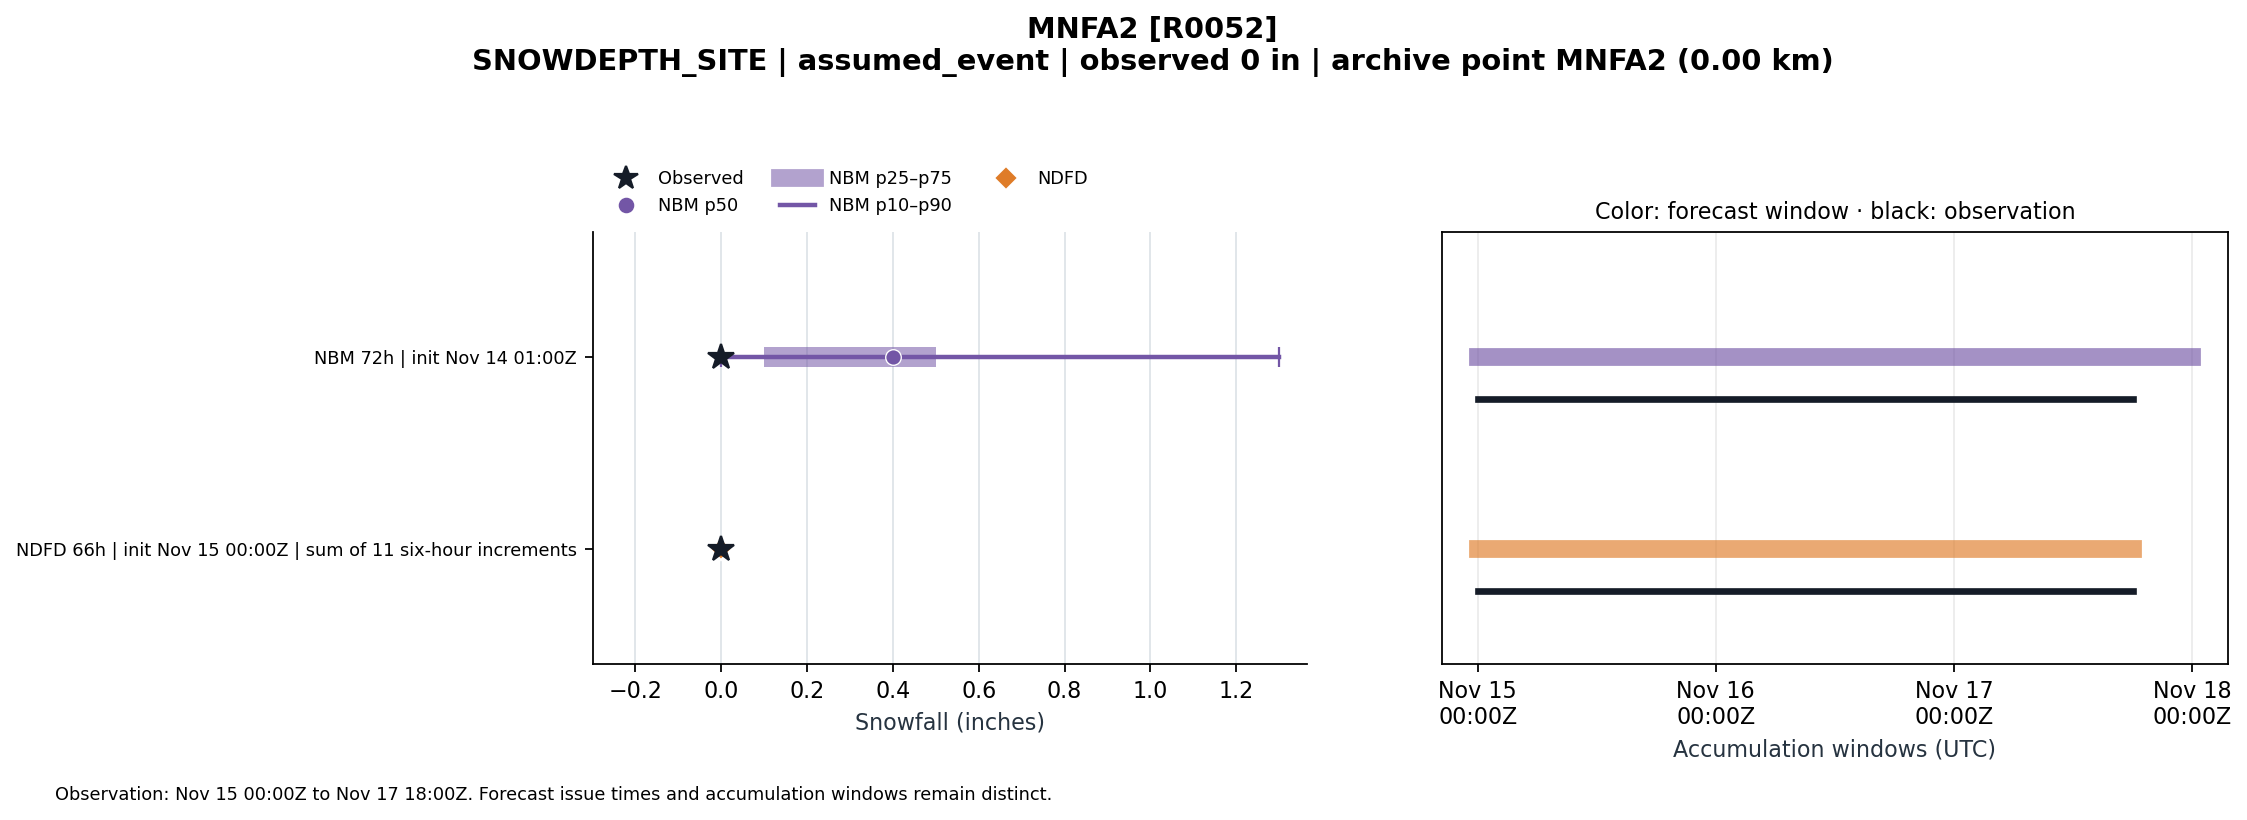 MNFA2 [R0052]
SNOWDEPTH_SITE | assumed_event | observed 0 in | archive point MNFA2 (0.00 km)
Observed
NBM p50
NBM p25–p75
NBM p10–p90
NDFD
NBM 72h | init Nov 14 01:00Z
NDFD 66h | init Nov 15 00:00Z | sum of 11 six-hour increments
−0.2 0.0 0.2 0.4 0.6 0.8 1.0 1.2
Snowfall (inches)
Color: forecast window · black: observation
Nov 15 Nov 16 Nov 17 Nov 18
00:00Z 00:00Z 00:00Z 00:00Z
Accumulation windows (UTC)
Observation: Nov 15 00:00Z to Nov 17 18:00Z. Forecast issue times and accumulation windows remain distinct.